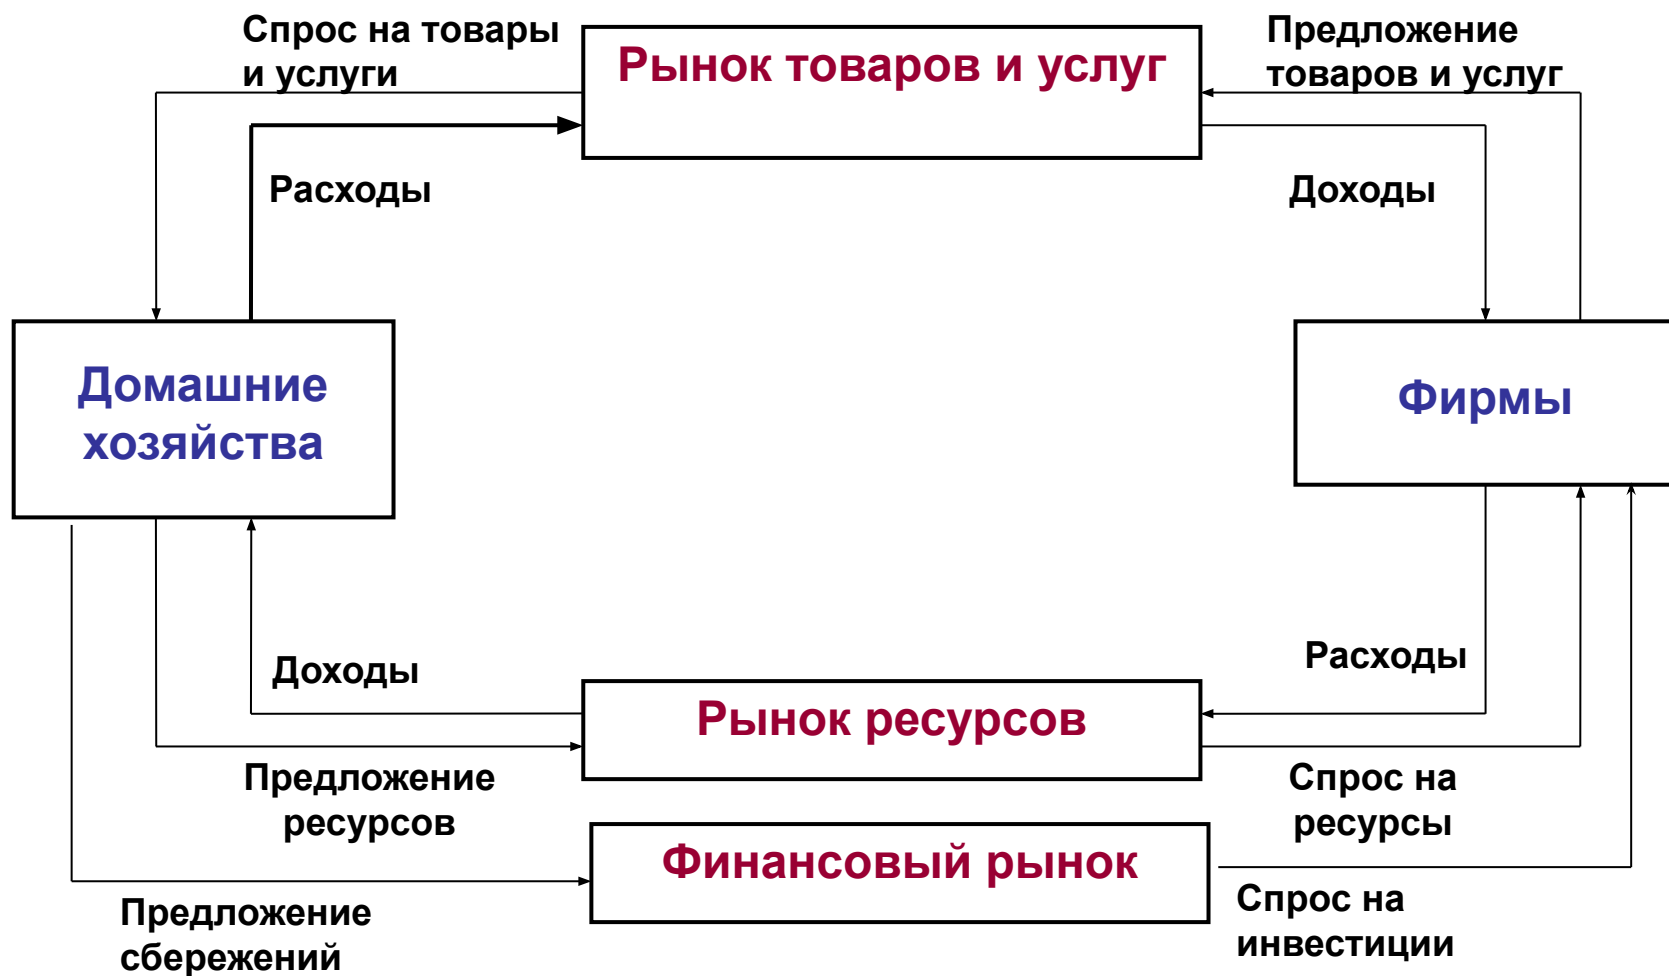 Спрос на товары
и услуги
Рынок товаров и услуг
Предложение
товаров и услуг
Расходы
Доходы
Домашние
хозяйства
Фирмы
Доходы
Расходы
Рынок ресурсов
Предложение
ресурсов
Спрос на
ресурсы
Финансовый рынок
Предложение
сбережений
Спрос на
инвестиции